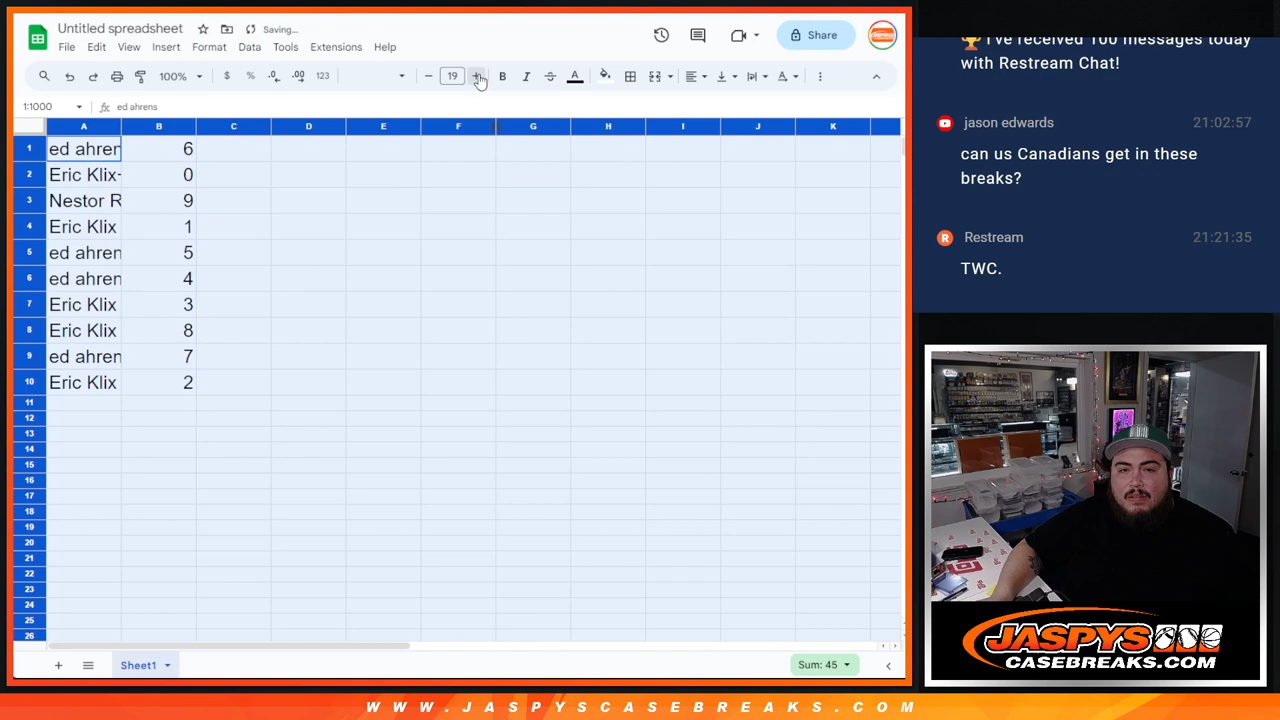 Untitled spreadsheet
Saving...
File Edit View Insert Format Data Tools Extensions Help
Share
100%
$ % .0 .00 123
19
1:1000
ed ahrens
A B C D E F G H I J K
1 ed ahren 6
2 Eric Klix- 0
3 Nestor R 9
4 Eric Klix 1
5 ed ahren 5
6 ed ahren 4
7 Eric Klix 3
8 Eric Klix 8
9 ed ahren 7
10 Eric Klix 2
11
12
13
14
15
16
17
18
19
20
21
22
23
24
25
26
Sheet1
Sum: 45
I've received 100 messages today
with Restream Chat!
jason edwards 21:02:57
can us Canadians get in these
breaks?
Restream 21:21:35
TWC.
JASPYS
CASEBREAKS.COM
WWW.JASPYSCASEBREAKS.COM